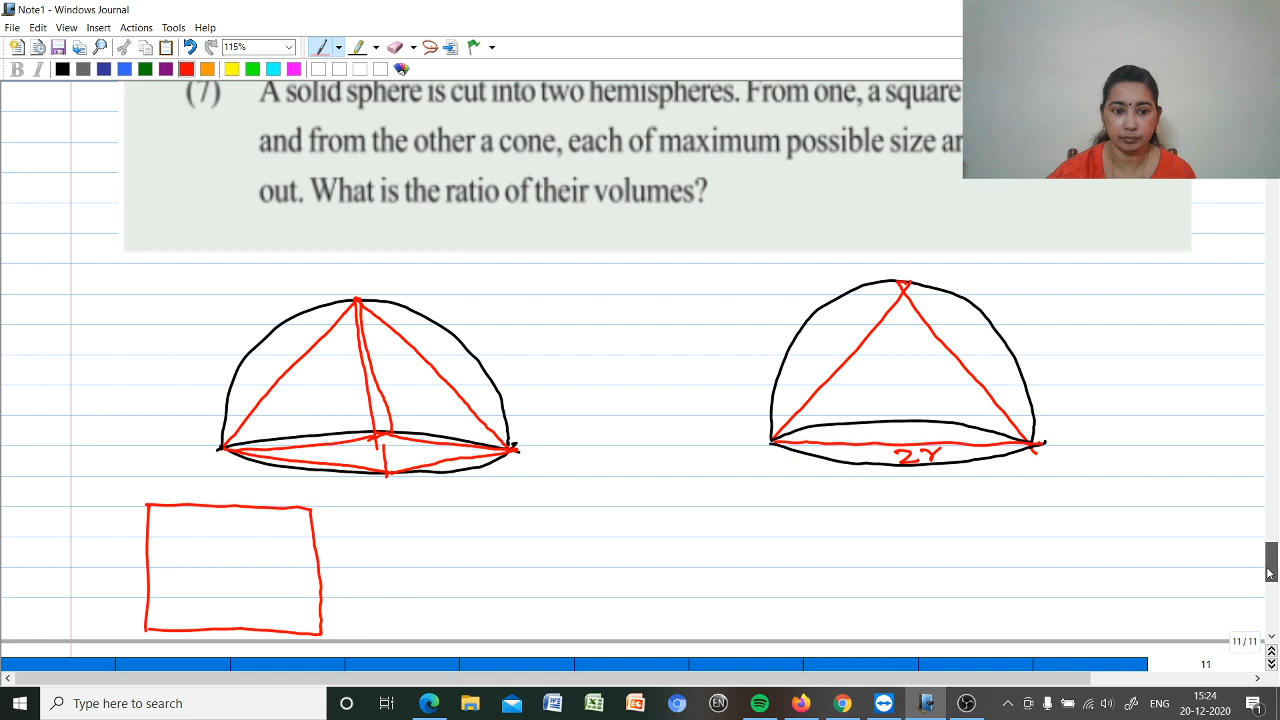 Note1 - Windows Journal
File Edit View Insert Actions Tools Help
115%
B I
(7) A solid sphere is cut into two hemispheres. From one, a square
and from the other a cone, each of maximum possible size
out. What is the ratio of their volumes?
2r
11 / 11
11
Type here to search
EN
ENG
15:24
20-12-2020
1